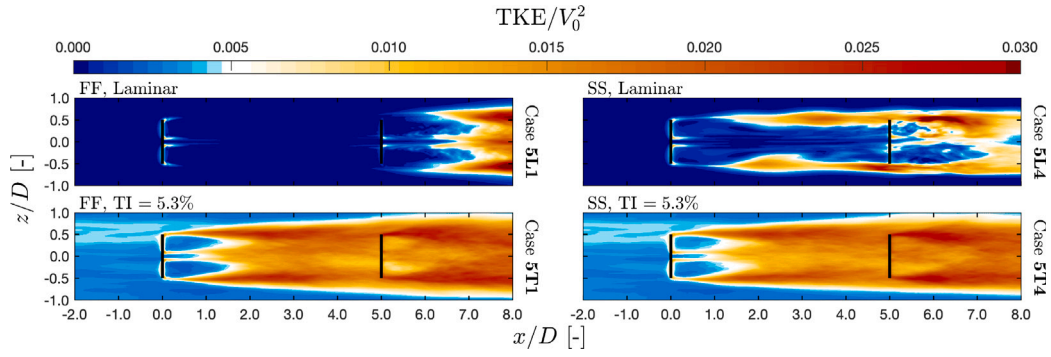 TKE/V₀²
0.000 0.005 0.010 0.015 0.020 0.025 0.030
FF, Laminar
1.0
0.5
0.0
-0.5
-1.0
Case 5L1
SS, Laminar
Case 5L4
z/D [-]
FF, TI = 5.3%
1.0
0.5
0.0
-0.5
-1.0
Case 5T1
SS, TI = 5.3%
Case 5T4
-2.0 -1.0 0.0 1.0 2.0 3.0 4.0 5.0 6.0 7.0 8.0
-2.0 -1.0 0.0 1.0 2.0 3.0 4.0 5.0 6.0 7.0 8.0
x/D [-]